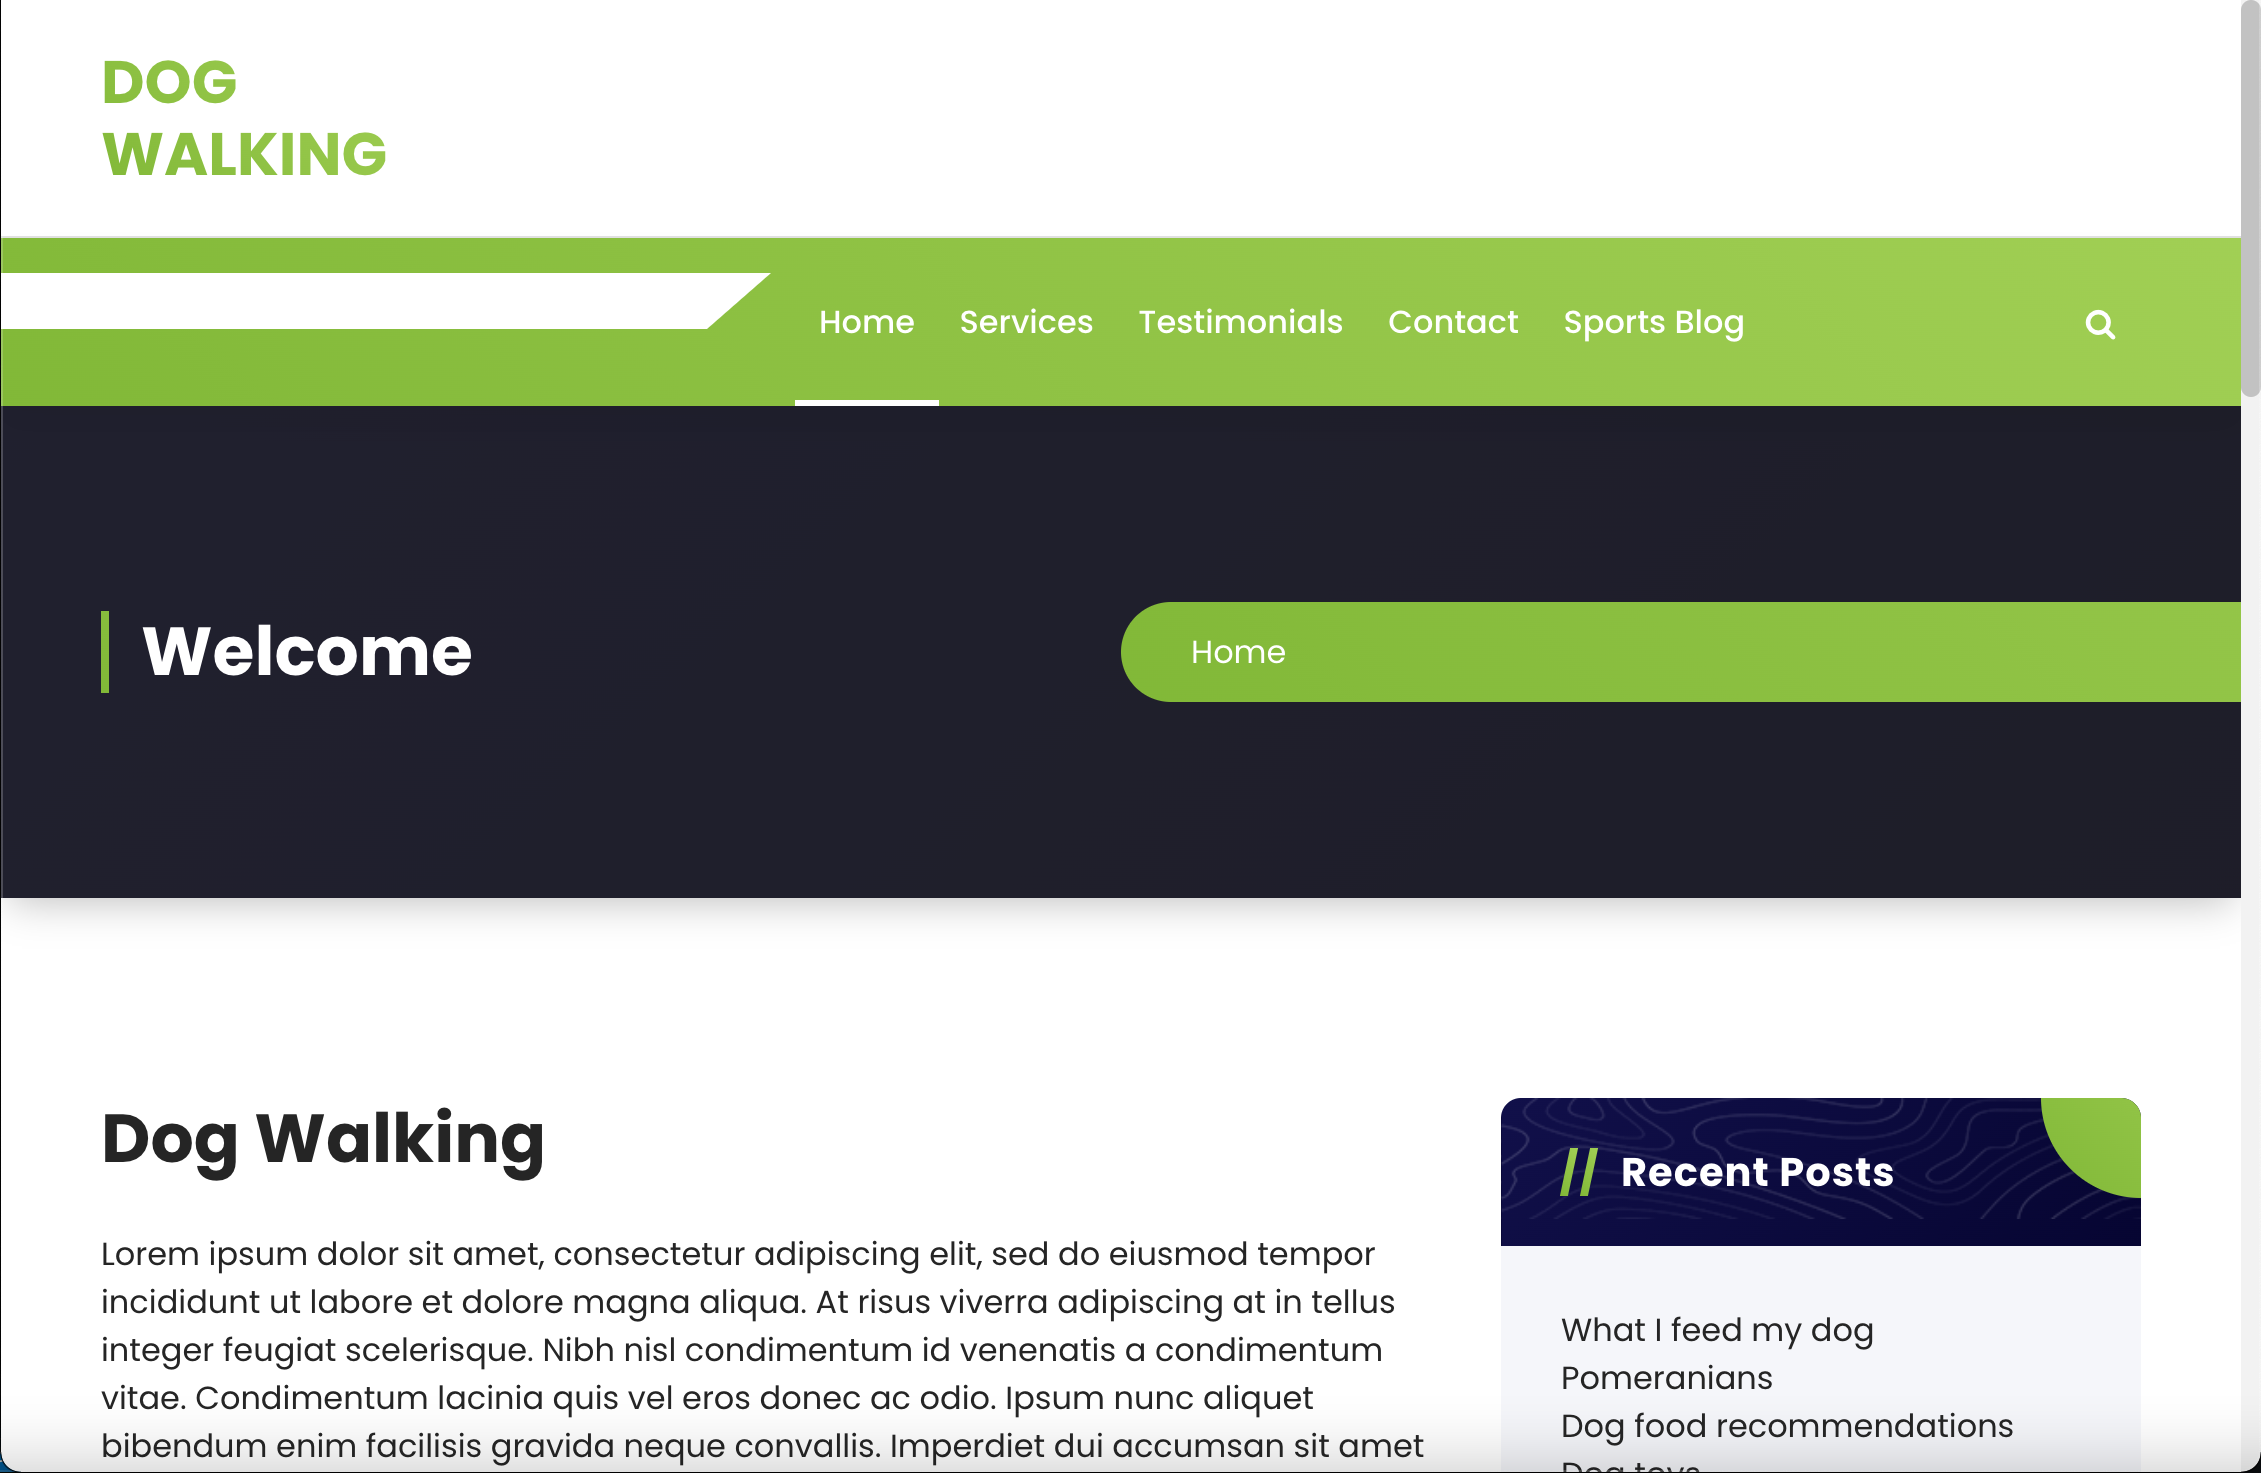 DOG
WALKING
Home Services Testimonials Contact Sports Blog
Welcome
Home
Dog Walking
Lorem ipsum dolor sit amet, consectetur adipiscing elit, sed do eiusmod tempor
incididunt ut labore et dolore magna aliqua. At risus viverra adipiscing at in tellus
integer feugiat scelerisque. Nibh nisl condimentum id venenatis a condimentum
vitae. Condimentum lacinia quis vel eros donec ac odio. Ipsum nunc aliquet
bibendum enim facilisis gravida neque convallis. Imperdiet dui accumsan sit amet
// Recent Posts
What I feed my dog
Pomeranians
Dog food recommendations
Dog toys